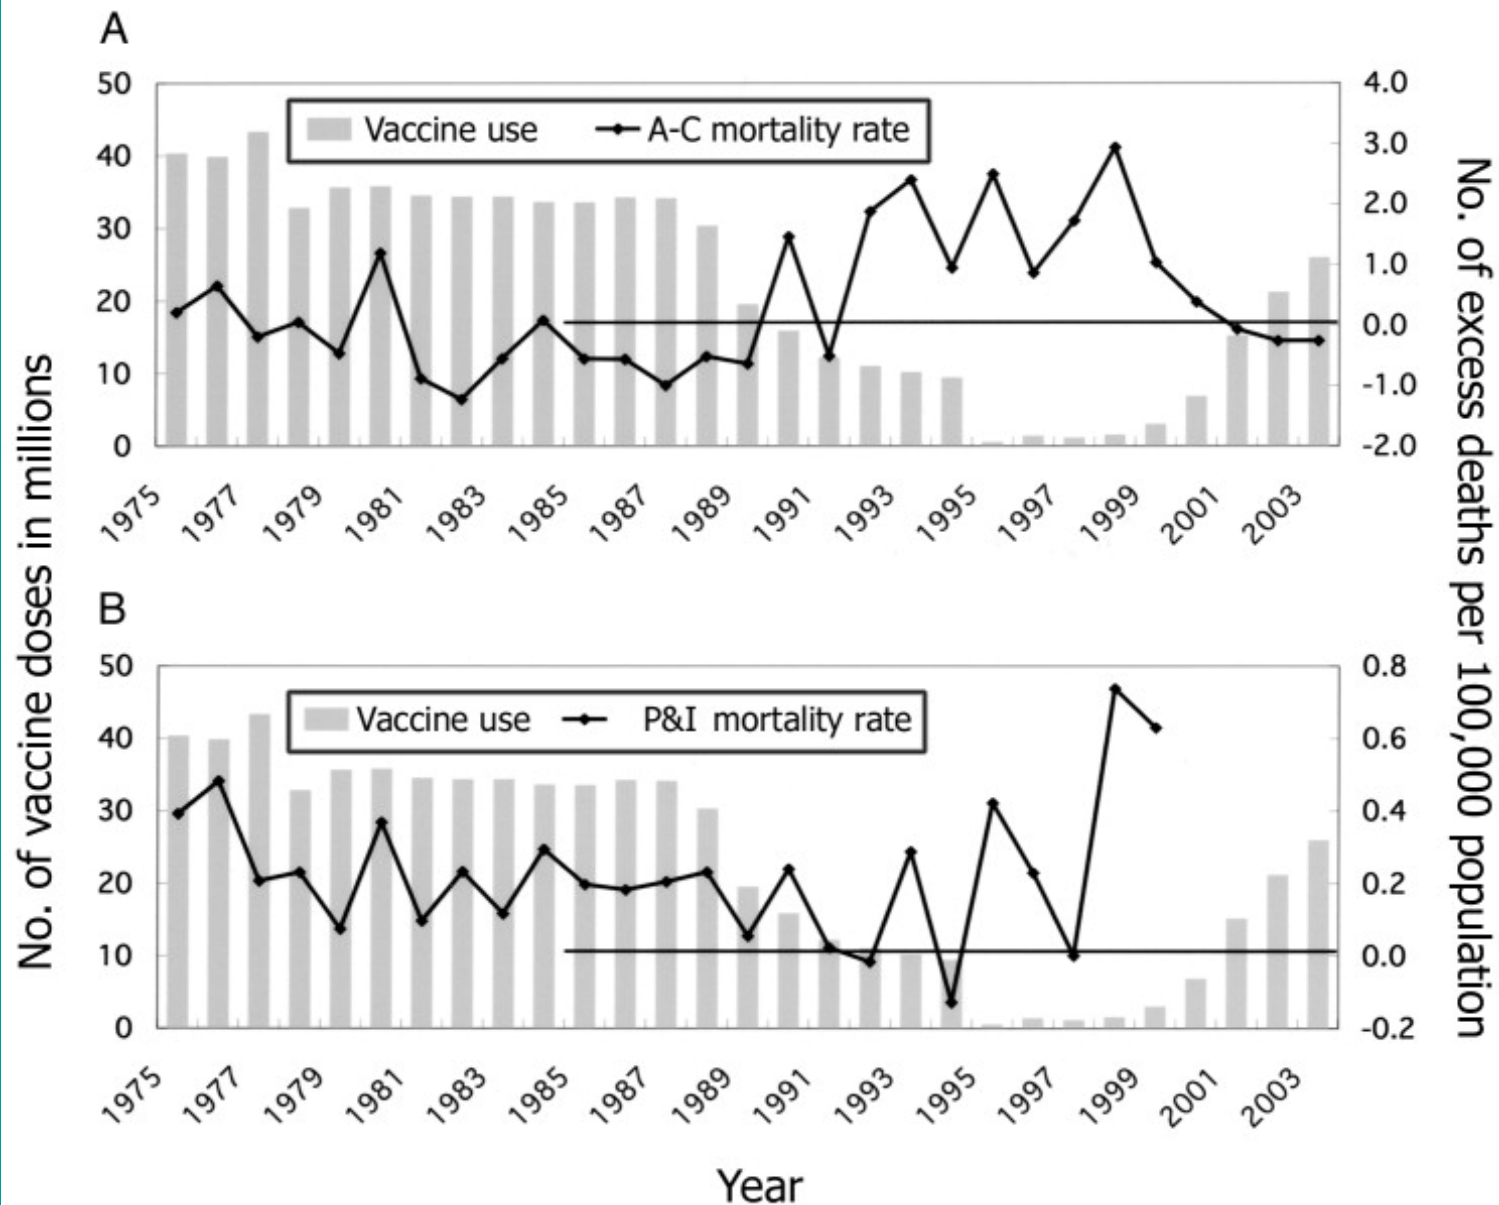 A
50
40
30
20
10
0
4.0
3.0
2.0
1.0
0.0
-1.0
-2.0
Vaccine use A-C mortality rate
1975 1977 1979 1981 1983 1985 1987 1989 1991 1993 1995 1997 1999 2001 2003
No. of vaccine doses in millions
No. of excess deaths per 100,000 population
B
50
40
30
20
10
0
0.8
0.6
0.4
0.2
0.0
-0.2
Vaccine use P&I mortality rate
1975 1977 1979 1981 1983 1985 1987 1989 1991 1993 1995 1997 1999 2001 2003
Year